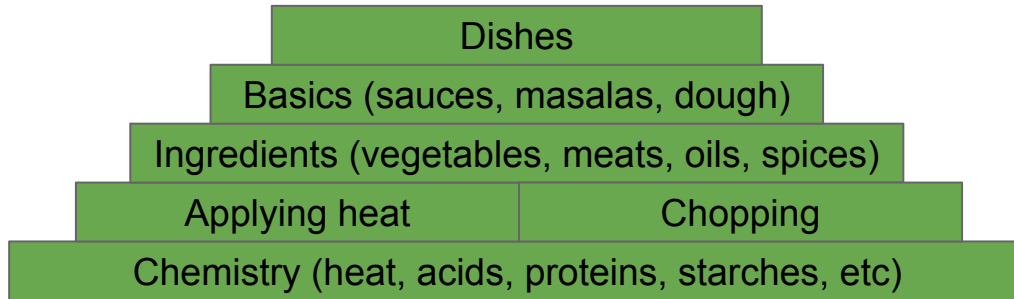 Dishes
Basics (sauces, masalas, dough)
Ingredients (vegetables, meats, oils, spices)
Applying heat
Chopping
Chemistry (heat, acids, proteins, starches, etc)